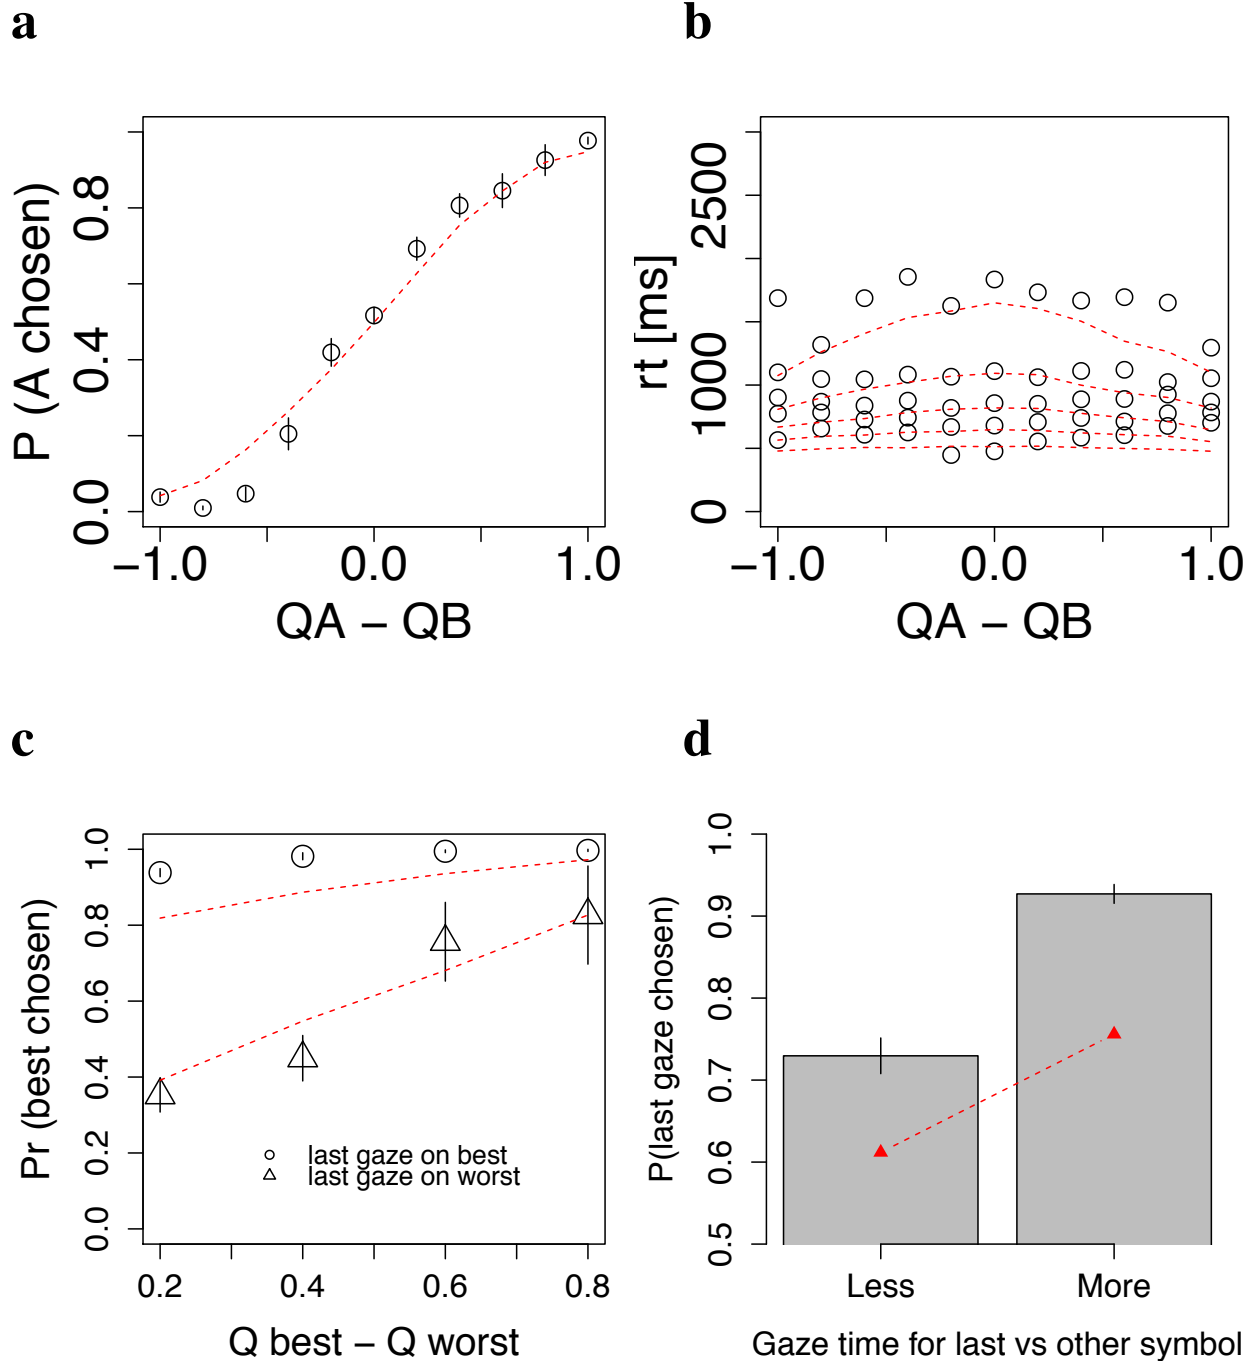 a
P (A chosen)
0.0 0.4 0.8
−1.0 0.0 1.0
QA − QB
b
rt [ms]
0 1000 2500
−1.0 0.0 1.0
QA − QB
c
Pr (best chosen)
0.0 0.2 0.4 0.6 0.8 1.0
last gaze on best
last gaze on worst
0.2 0.4 0.6 0.8
Q best − Q worst
d
P(last gaze chosen)
0.5 0.6 0.7 0.8 0.9 1.0
Less More
Gaze time for last vs other symbol